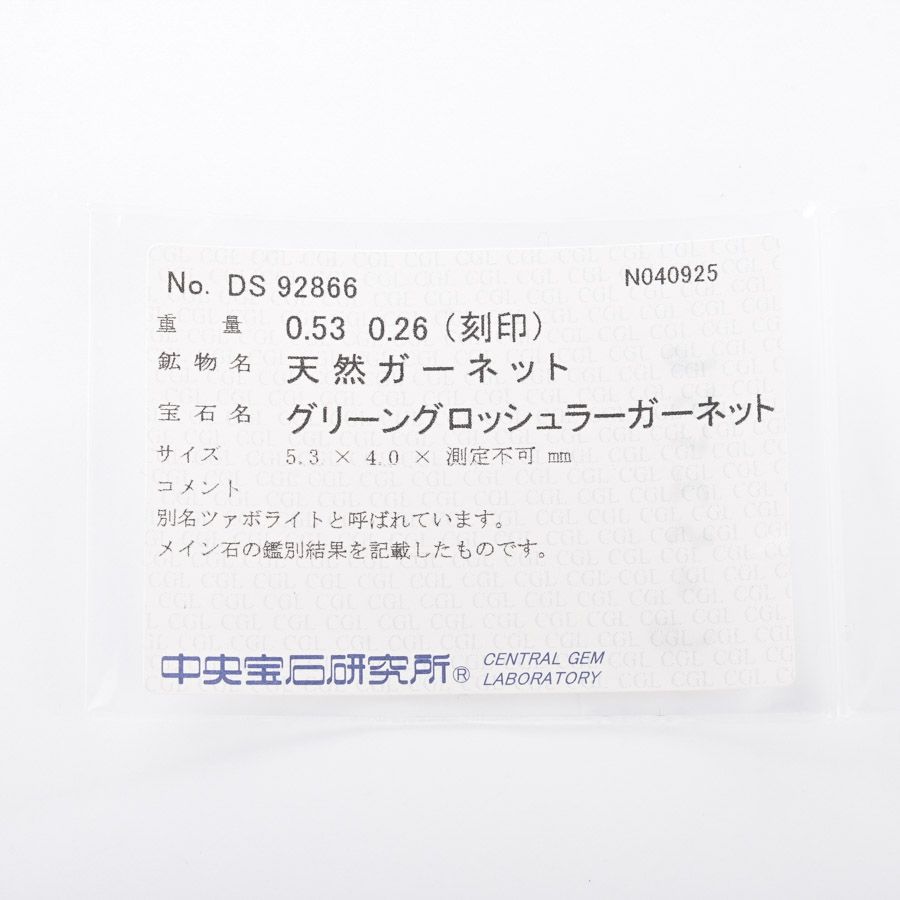 No. DS 92866 N040925
重 量 0.53 0.26 (刻印)
鉱物名 天然ガーネット
宝石名 グリーングロッシュラーガーネット
サイズ 5.3 × 4.0 × 測定不可 mm
コメント
別名ツァボライトと呼ばれています。
メイン石の鑑別結果を記載したものです。
中央宝石研究所® CENTRAL GEM
LABORATORY